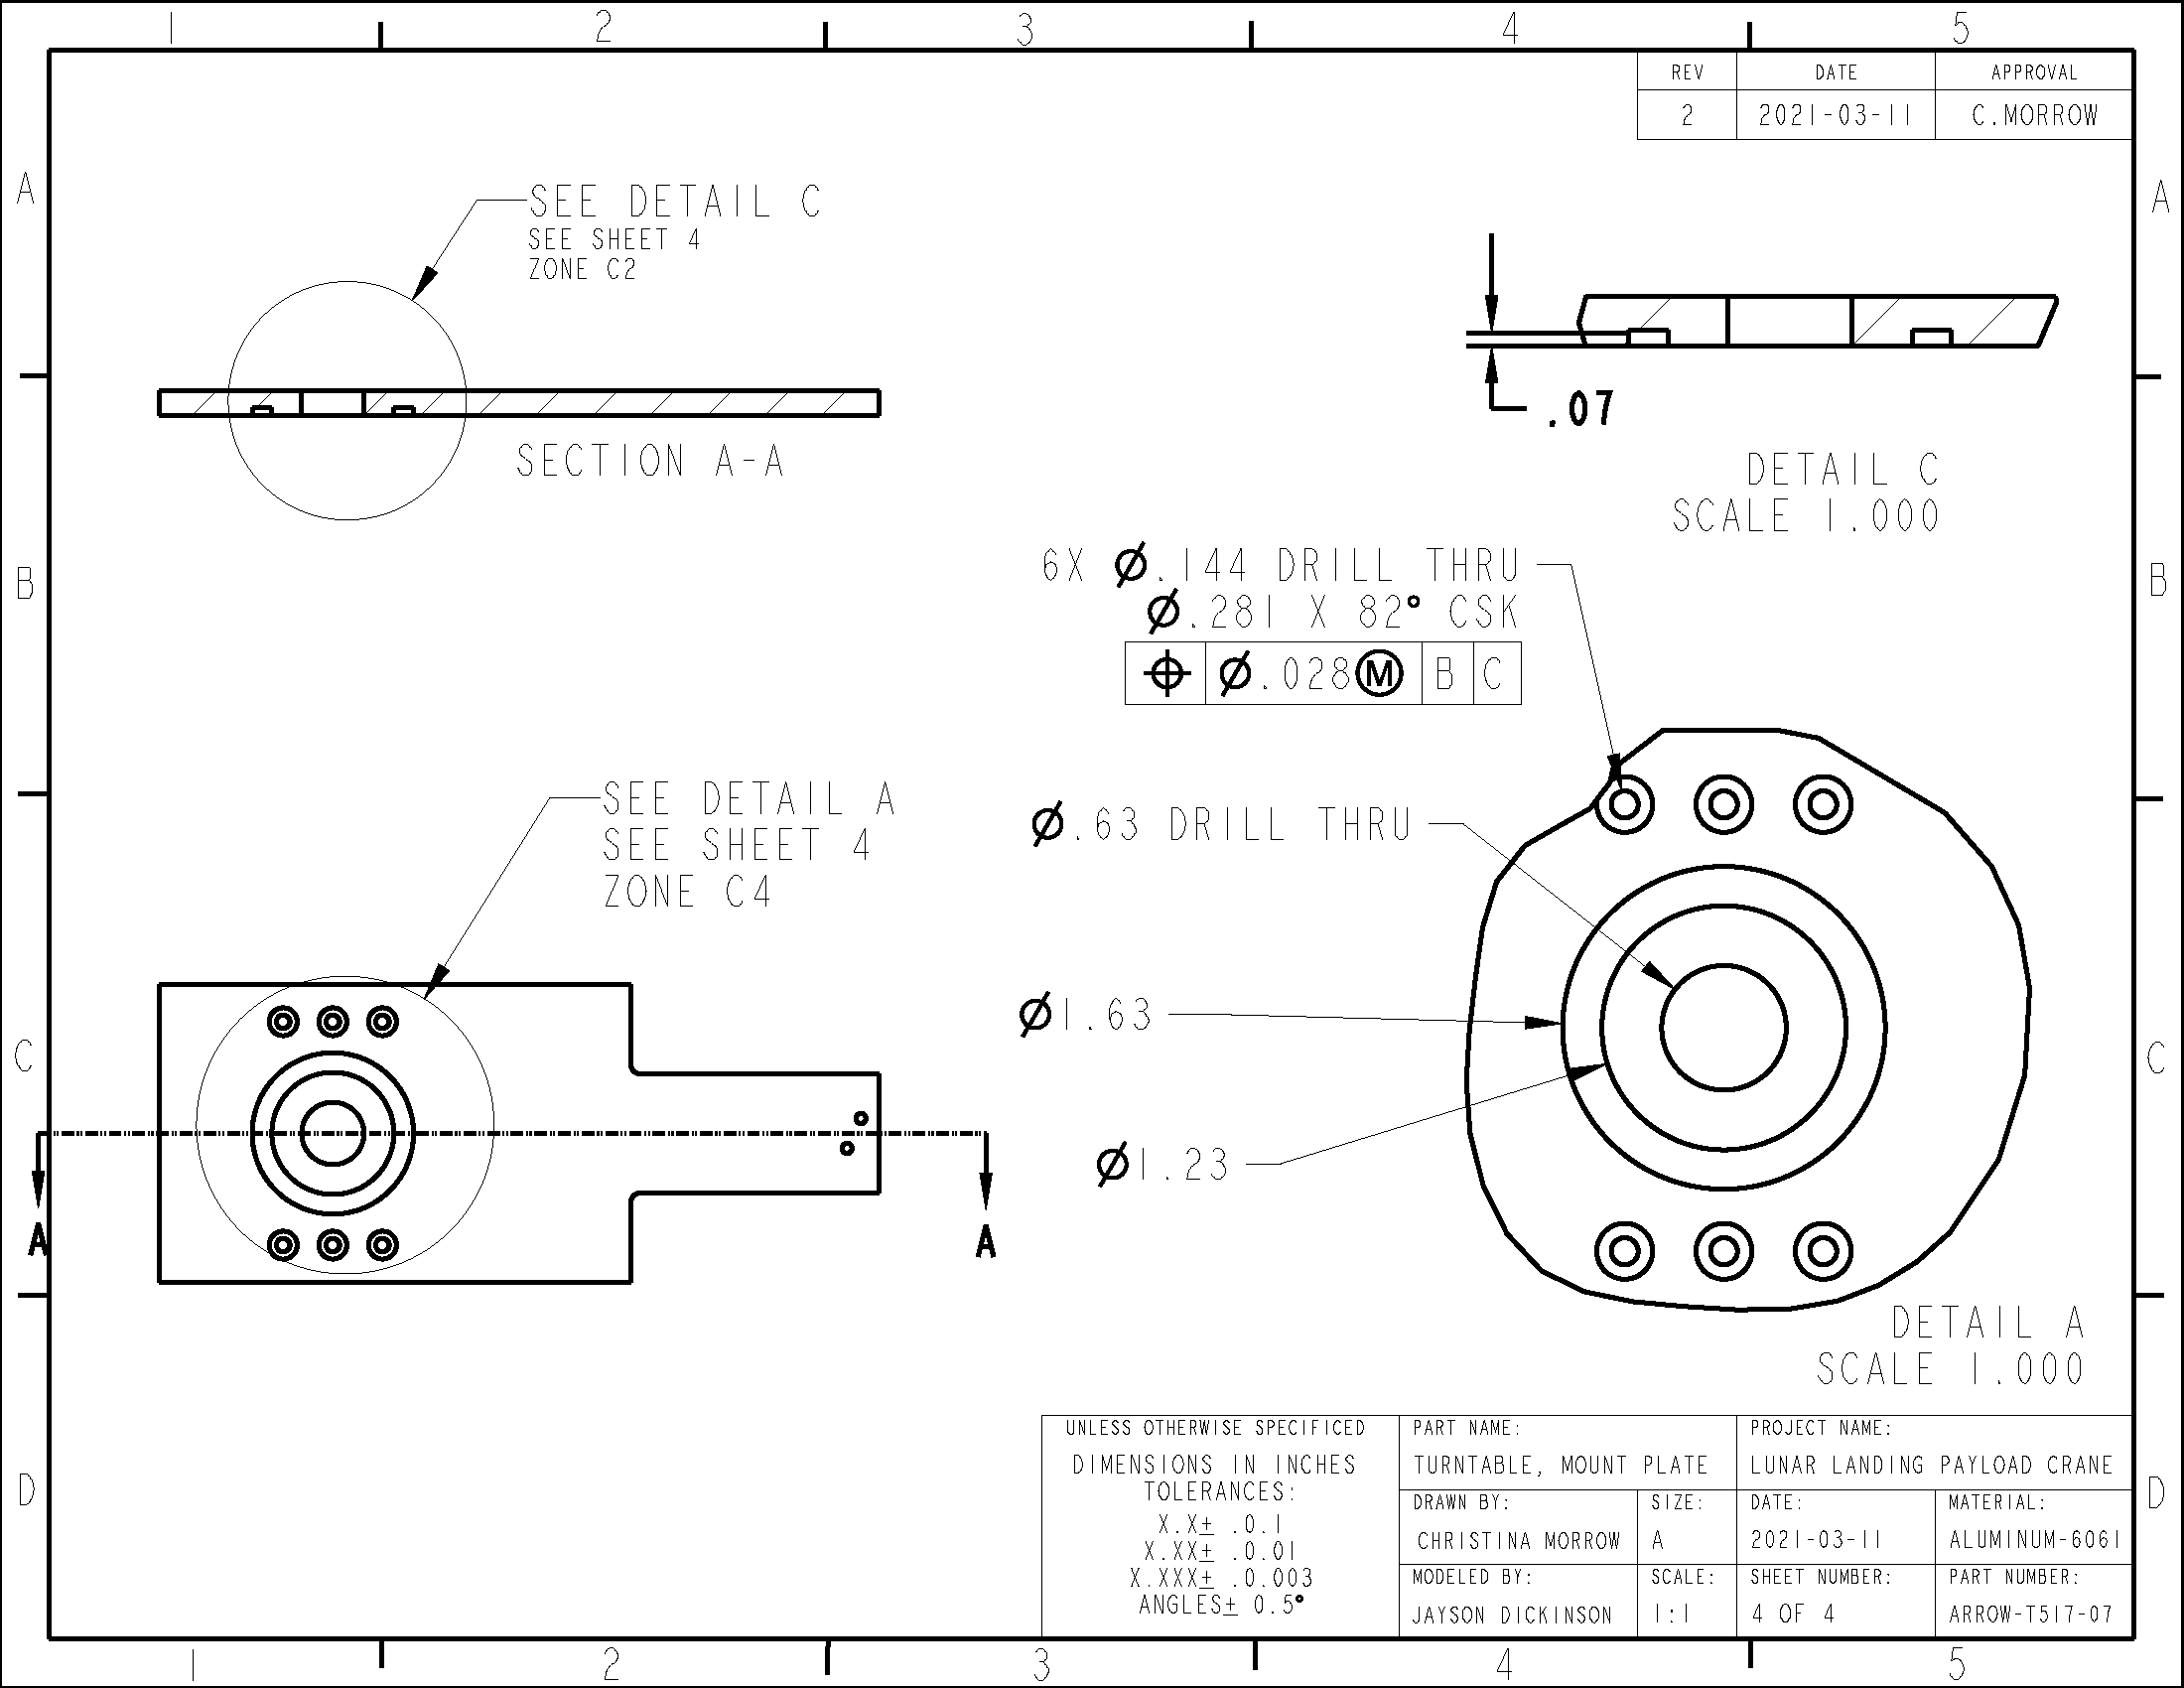 1 2 3 4 5
REV DATE APPROVAL
2 2021-03-11 C.MORROW
A A
SEE DETAIL C
SEE SHEET 4
ZONE C2
.07
SECTION A-A
DETAIL C
SCALE 1.000
B B
6X Ø.144 DRILL THRU
Ø.281 X 82° CSK
⌖ Ø.028Ⓜ B C
SEE DETAIL A
SEE SHEET 4
ZONE C4
Ø.63 DRILL THRU
Ø1.63
C C
Ø1.23
A A
DETAIL A
SCALE 1.000
UNLESS OTHERWISE SPECIFICED
DIMENSIONS IN INCHES
TOLERANCES:
X.X± .0.1
X.XX± .0.01
X.XXX± .0.003
ANGLES± 0.5°
PART NAME:
TURNTABLE, MOUNT PLATE
PROJECT NAME:
LUNAR LANDING PAYLOAD CRANE
DRAWN BY:
CHRISTINA MORROW
SIZE:
A
DATE:
2021-03-11
MATERIAL:
ALUMINUM-6061
MODELED BY:
JAYSON DICKINSON
SCALE:
1:1
SHEET NUMBER:
4 OF 4
PART NUMBER:
ARROW-T517-07
D D
1 2 3 4 5